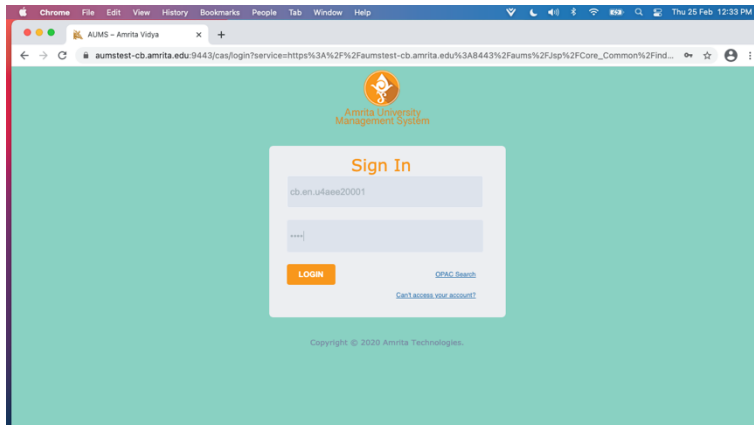 Chrome File Edit View History Bookmarks People Tab Window Help Thu 25 Feb 12:33 PM
AUMS – Amrita Vidya
aumstest-cb.amrita.edu:9443/cas/login?service=https%3A%2F%2Faumstest-cb.amrita.edu%3A8443%2Faums%2FJsp%2FCore_Common%2Find...
Amrita University
Management System
Sign In
cb.en.u4aee20001
••••
LOGIN OPAC Search
Can't access your account?
Copyright © 2020 Amrita Technologies.